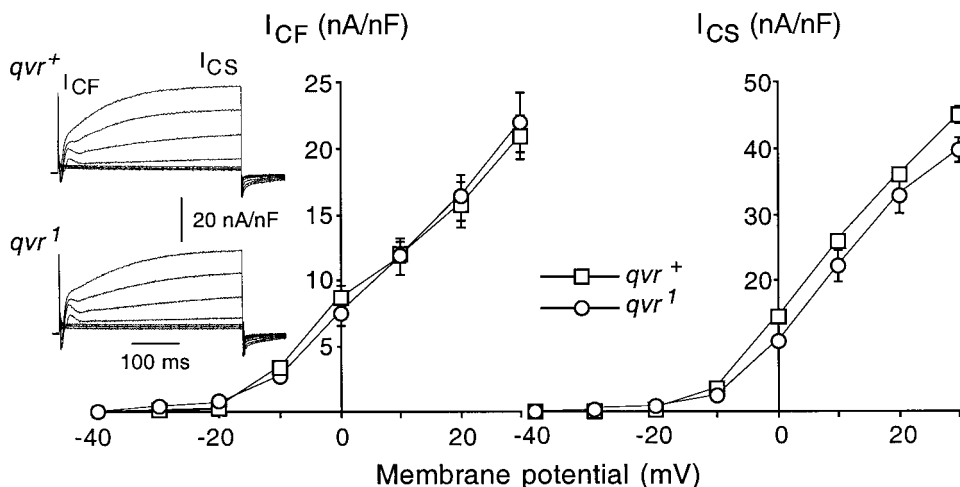 I_CF (nA/nF)
I_CS (nA/nF)
qvr+
I_CF
I_CS
20 nA/nF
qvr1
100 ms
25
20
15
10
5
-40
-20
0
20
50
40
30
20
qvr+
qvr1
-40
-20
0
20
Membrane potential (mV)